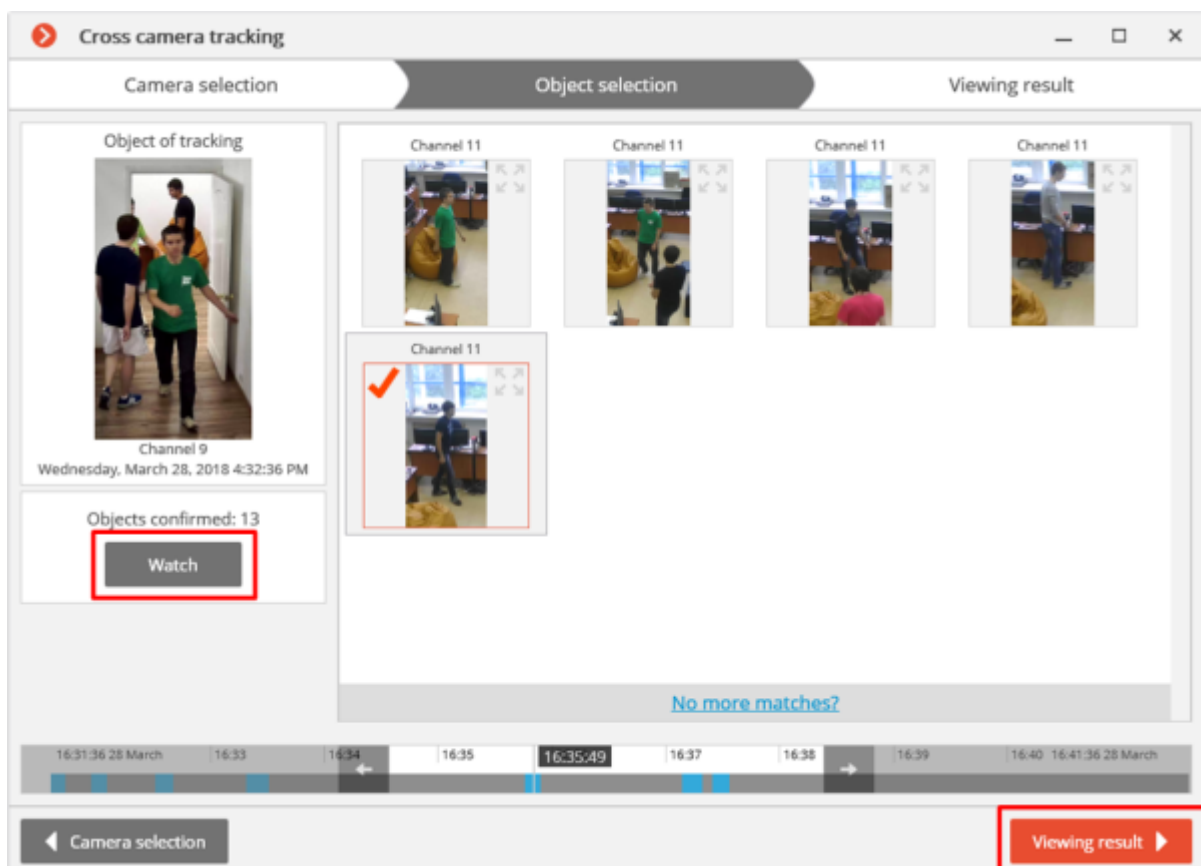 Cross camera tracking
Camera selection
Object selection
Viewing result
Object of tracking
Channel 9
Wednesday, March 28, 2018 4:32:36 PM
Objects confirmed: 13
Watch
Channel 11
Channel 11
Channel 11
Channel 11
Channel 11
No more matches?
16:31:36 28 March 16:33 16:34 16:35 16:35:49 16:37 16:38 16:39 16:40 16:41:36 28 March
Camera selection
Viewing result